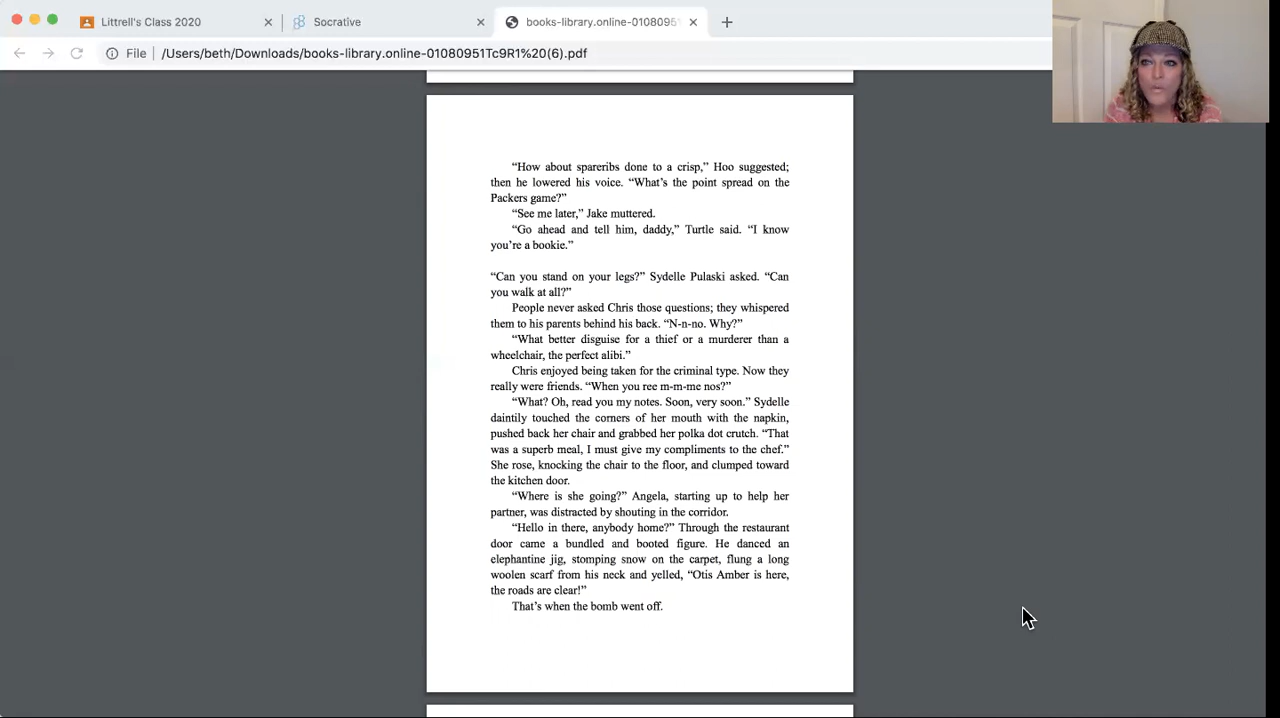 Littrell's Class 2020
Socrative
books-library.online-0108095
File
/Users/beth/Downloads/books-library.online-01080951Tc9R1%20(6).pdf
“How about spareribs done to a crisp,” Hoo suggested;
then he lowered his voice. “What’s the point spread on the
Packers game?”
“See me later,” Jake muttered.
“Go ahead and tell him, daddy,” Turtle said. “I know
you’re a bookie.”
“Can you stand on your legs?” Sydelle Pulaski asked. “Can
you walk at all?”
People never asked Chris those questions; they whispered
them to his parents behind his back. “N-n-no. Why?”
“What better disguise for a thief or a murderer than a
wheelchair, the perfect alibi.”
Chris enjoyed being taken for the criminal type. Now they
really were friends. “When you ree m-m-me nos?”
“What? Oh, read you my notes. Soon, very soon.” Sydelle
daintily touched the corners of her mouth with the napkin,
pushed back her chair and grabbed her polka dot crutch. “That
was a superb meal, I must give my compliments to the chef.”
She rose, knocking the chair to the floor, and clumped toward
the kitchen door.
“Where is she going?” Angela, starting up to help her
partner, was distracted by shouting in the corridor.
“Hello in there, anybody home?” Through the restaurant
door came a bundled and booted figure. He danced an
elephantine jig, stomping snow on the carpet, flung a long
woolen scarf from his neck and yelled, “Otis Amber is here,
the roads are clear!”
That’s when the bomb went off.